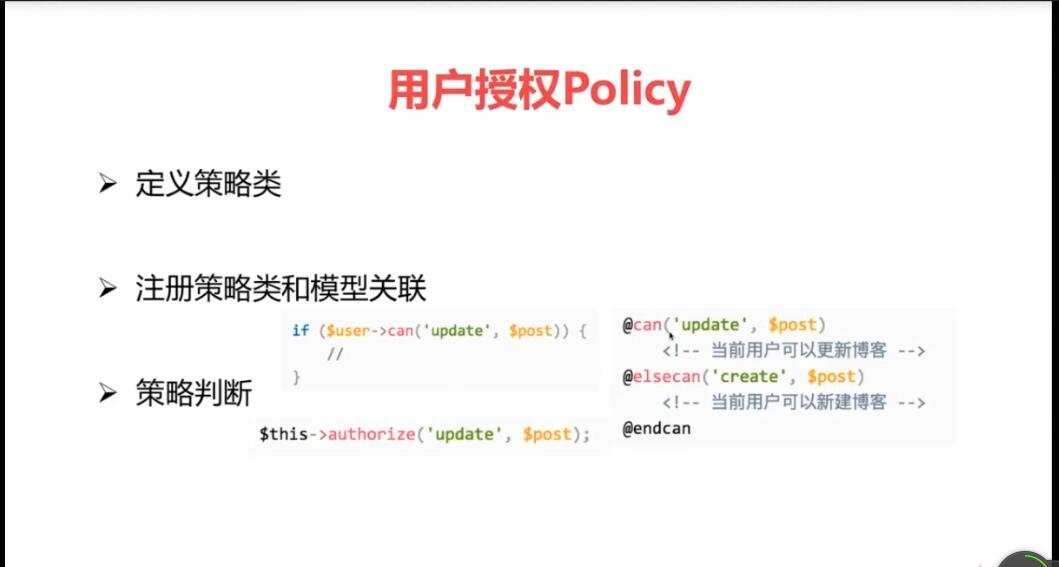 用户授权Policy
定义策略类
注册策略类和模型关联
if ($user->can('update', $post)) {
//
}
策略判断
$this->authorize('update', $post);
@can('update', $post)
<!-- 当前用户可以更新博客 -->
@elsecan('create', $post)
<!-- 当前用户可以新建博客 -->
@endcan